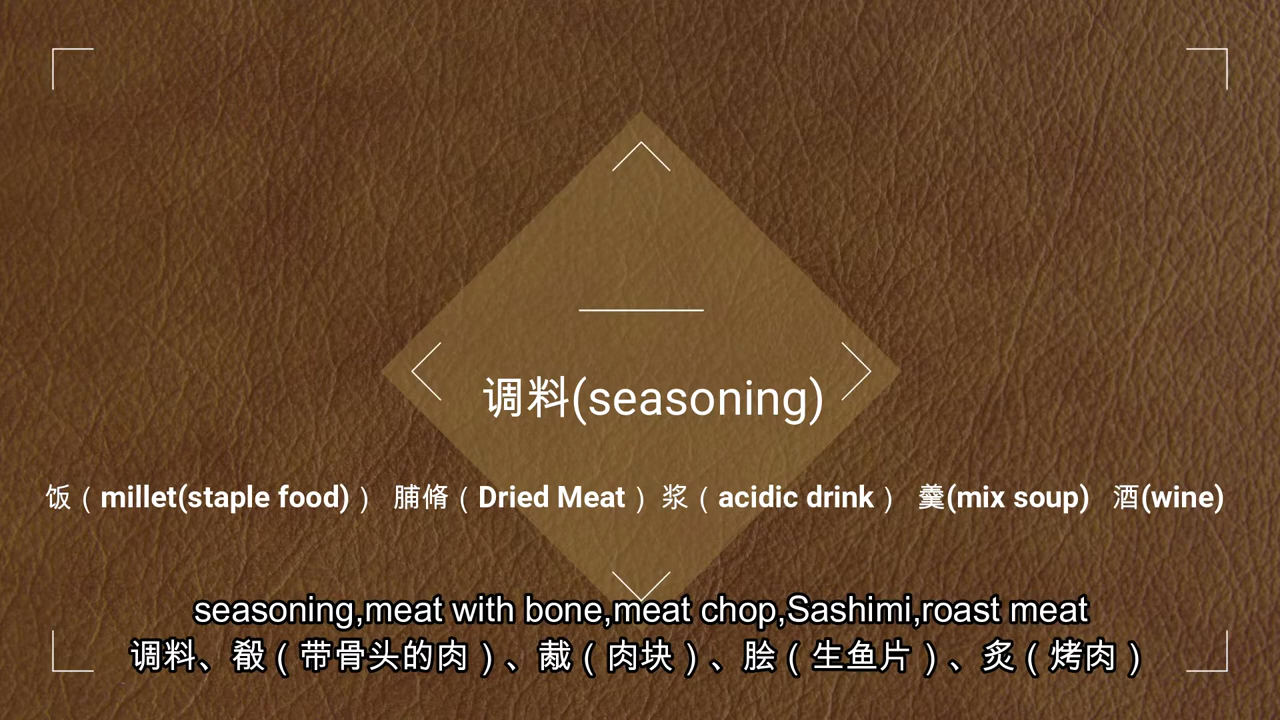 调料(seasoning)
饭（millet(staple food)） 脯脩（Dried Meat） 浆（acidic drink） 羹(mix soup) 酒(wine)
seasoning,meat with bone,meat chop,Sashimi,roast meat
调料、殽（带骨头的肉）、胾（肉块）、脍（生鱼片）、炙（烤肉）